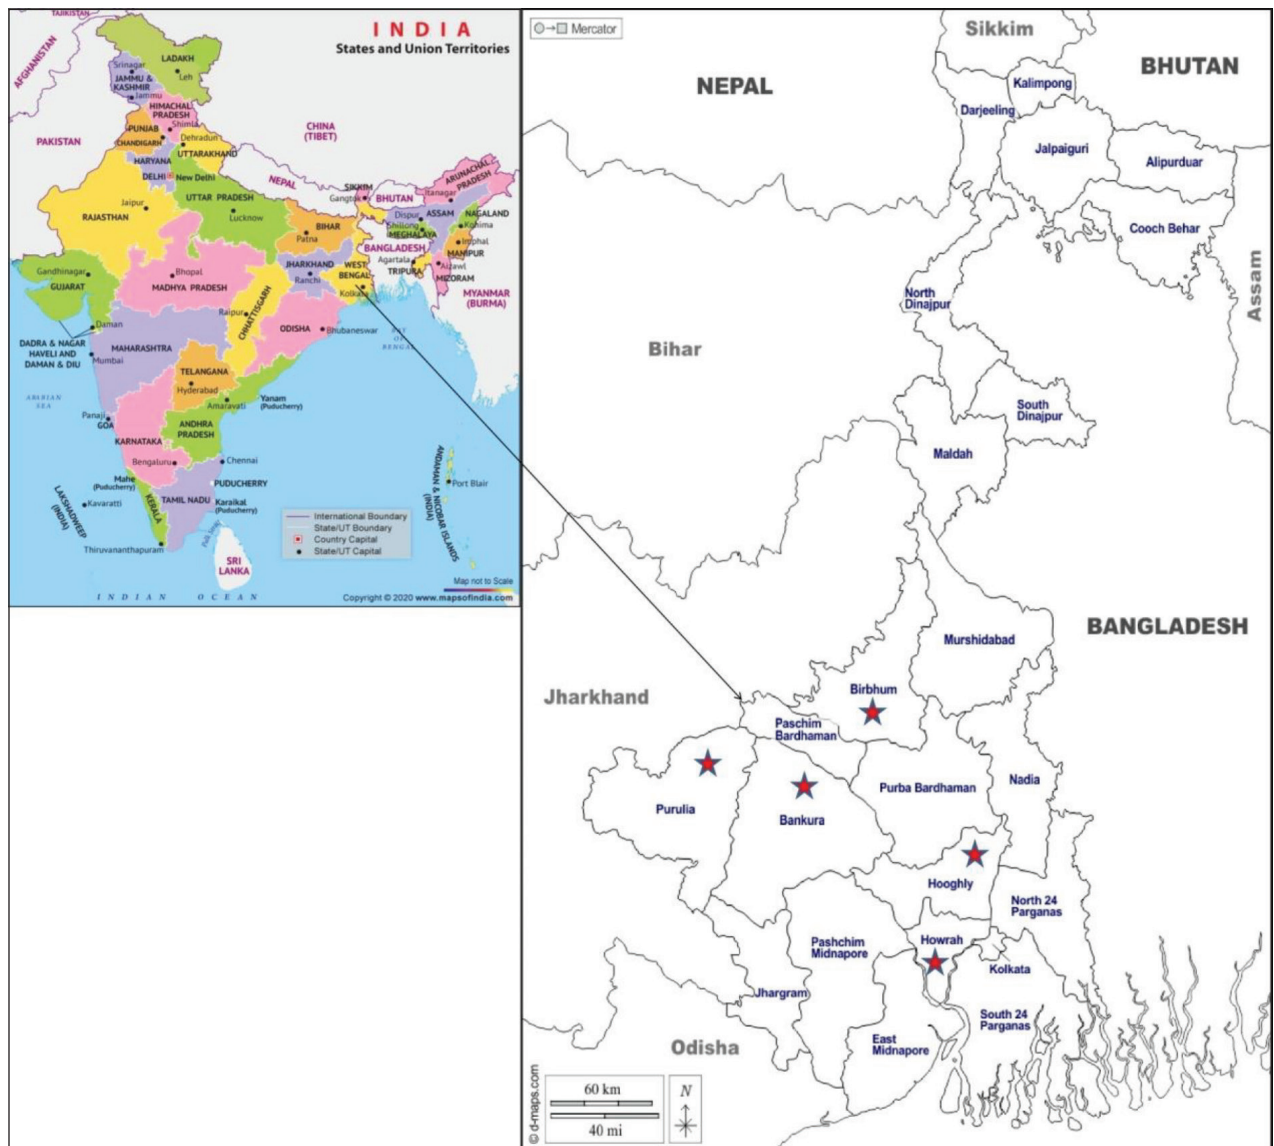 INDIA
States and Union Territories
TAJIKISTAN
AFGHANISTAN
PAKISTAN
CHINA
(TIBET)
NEPAL
BHUTAN
BANGLADESH
MYANMAR
(BURMA)
SRI
LANKA
LADAKH
Leh
Srinagar
JAMMU &
KASHMIR
Jammu
HIMACHAL
PRADESH
Shimla
PUNJAB
CHANDIGARH
Dehradun
UTTARAKHAND
HARYANA
DELHI
New Delhi
RAJASTHAN
Jaipur
UTTAR PRADESH
Lucknow
BIHAR
Patna
SIKKIM
Gangtok
ARUNACHAL
PRADESH
Itanagar
Dispur
ASSAM
NAGALAND
Kohima
Shillong
MEGHALAYA
Imphal
MANIPUR
Agartala
TRIPURA
Aizawl
MIZORAM
WEST
BENGAL
Kolkata
JHARKHAND
Ranchi
Gandhinagar
GUJARAT
Bhopal
MADHYA PRADESH
CHHATTISGARH
Raipur
ODISHA
Bhubaneswar
Daman
DADRA & NAGAR
HAVELI AND
DAMAN & DIU
Mumbai
MAHARASHTRA
TELANGANA
Hyderabad
Amaravati
Yanam
(Puducherry)
ANDHRA
PRADESH
Panaji
GOA
KARNATAKA
Bengaluru
Chennai
Mahe
(Puducherry)
KERALA
TAMIL NADU
PUDUCHERRY
Karaikal
(Puducherry)
Thiruvananthapuram
LAKSHADWEEP
(INDIA)
Kavaratti
ANDAMAN & NICOBAR ISLANDS
(INDIA)
Port Blair
ARABIAN
SEA
BAY
OF
BENGAL
INDIAN OCEAN
International Boundary
State/UT Boundary
Country Capital
State/UT Capital
Map not to Scale
Copyright © 2020 www.mapsofindia.com
Mercator
Sikkim
NEPAL
BHUTAN
Kalimpong
Darjeeling
Jalpaiguri
Alipurduar
Cooch Behar
Assam
North
Dinajpur
Bihar
South
Dinajpur
Maldah
Murshidabad
BANGLADESH
Jharkhand
Birbhum
Paschim
Bardhaman
Purulia
Bankura
Purba Bardhaman
Nadia
Hooghly
North 24
Parganas
Pashchim
Midnapore
Howrah
Kolkata
Jhargram
South 24
Parganas
Odisha
East
Midnapore
60 km
40 mi
N
© d-maps.com